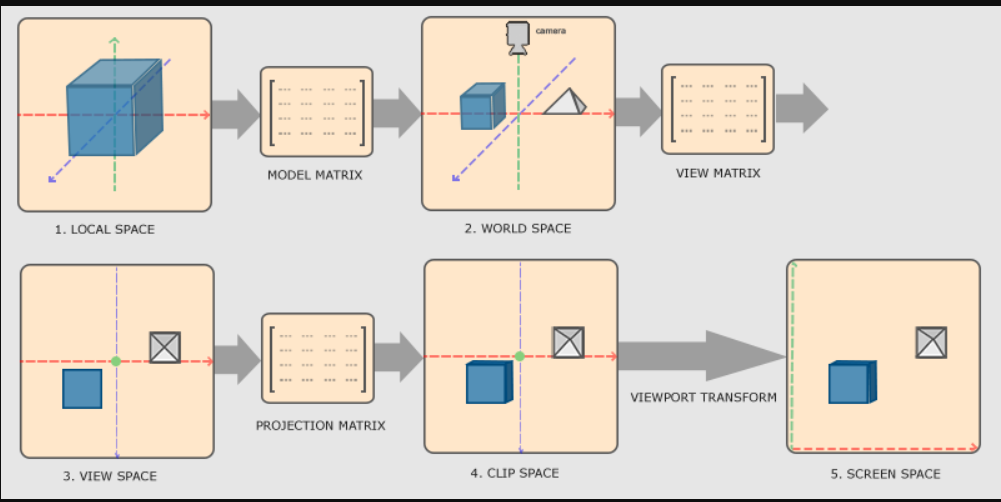 camera
MODEL MATRIX
VIEW MATRIX
1. LOCAL SPACE
2. WORLD SPACE
VIEWPORT TRANSFORM
PROJECTION MATRIX
3. VIEW SPACE
4. CLIP SPACE
5. SCREEN SPACE